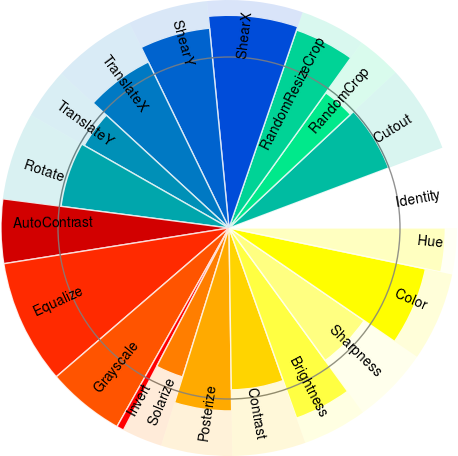 ShearX
RandomResizeCrop
RandomCrop
Cutout
Identity
Hue
Color
Sharpness
Brightness
Contrast
Posterize
Solarize
Invert
Grayscale
Equalize
AutoContrast
Rotate
TranslateY
TranslateX
ShearY